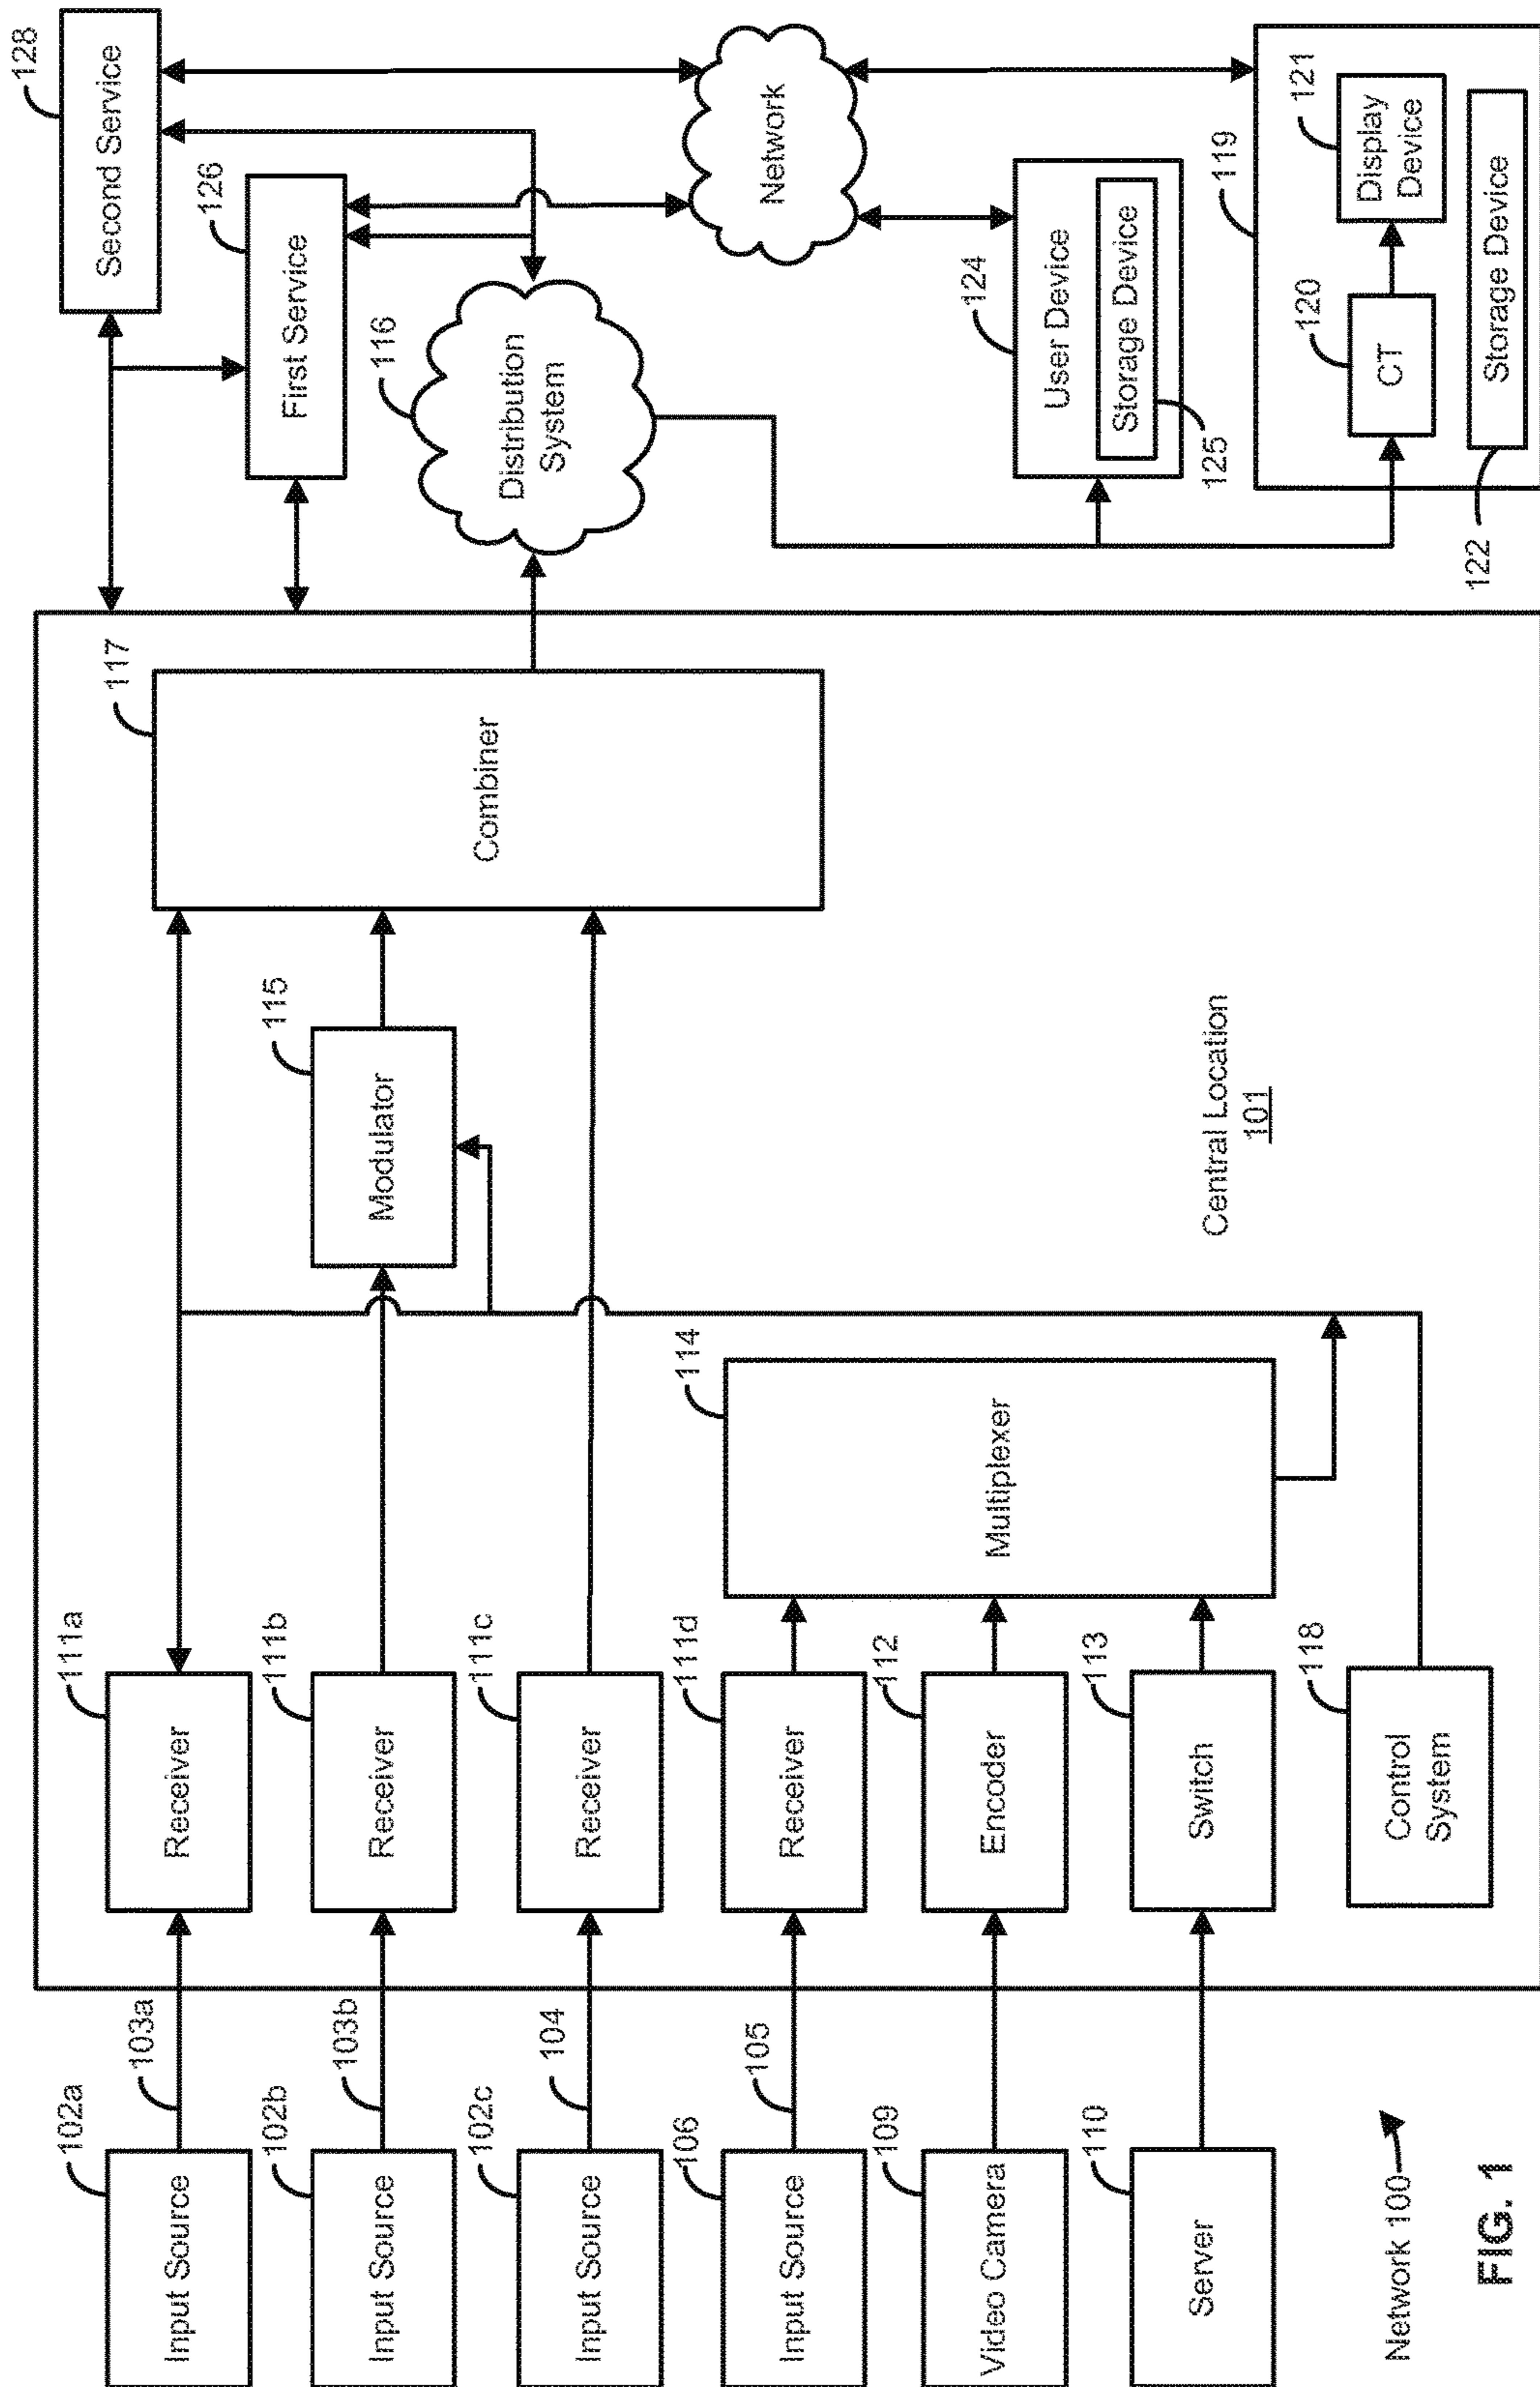 102a
Input Source
103a
102b
Input Source
103b
102c
Input Source
104
106
Input Source
105
109
Video Camera
110
Server
111a
Receiver
111b
Receiver
111c
Receiver
111d
Receiver
112
Encoder
113
Switch
118
Control
System
114
Multiplexer
115
Modulator
117
Combiner
Central Location
101
128
Second Service
126
First Service
116
Distribution
System
Network
124
User Device
Storage Device
125
119
120
CT
121
Display
Device
Storage Device
122
Network 100
FIG. 1